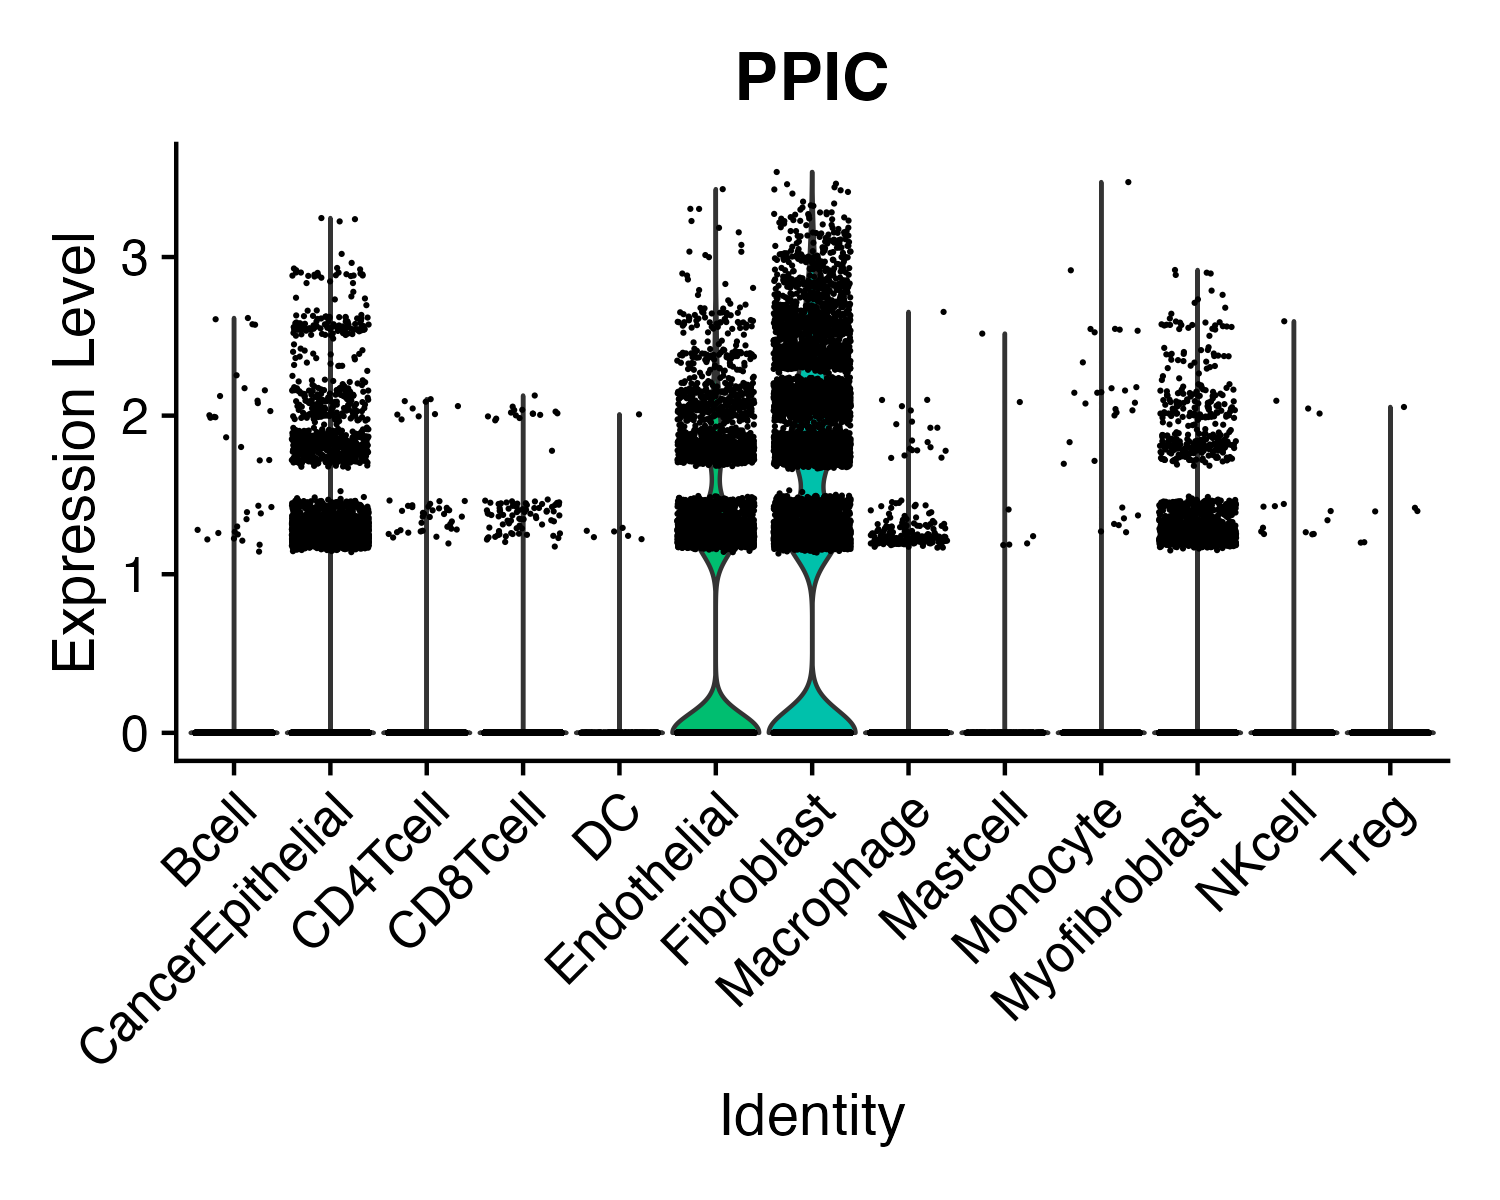 PPIC
Expression Level
3
2
1
0
Bcell
CancerEpithelial
CD4Tcell
CD8Tcell
DC
Endothelial
Fibroblast
Macrophage
Mastcell
Monocyte
Myofibroblast
NKcell
Treg
Identity